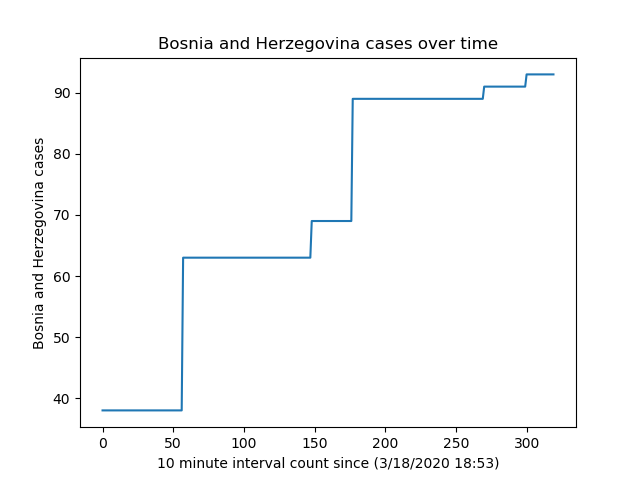 Bosnia and Herzegovina cases over time
Bosnia and Herzegovina cases
90
80
70
60
50
40
0 50 100 150 200 250 300
10 minute interval count since (3/18/2020 18:53)